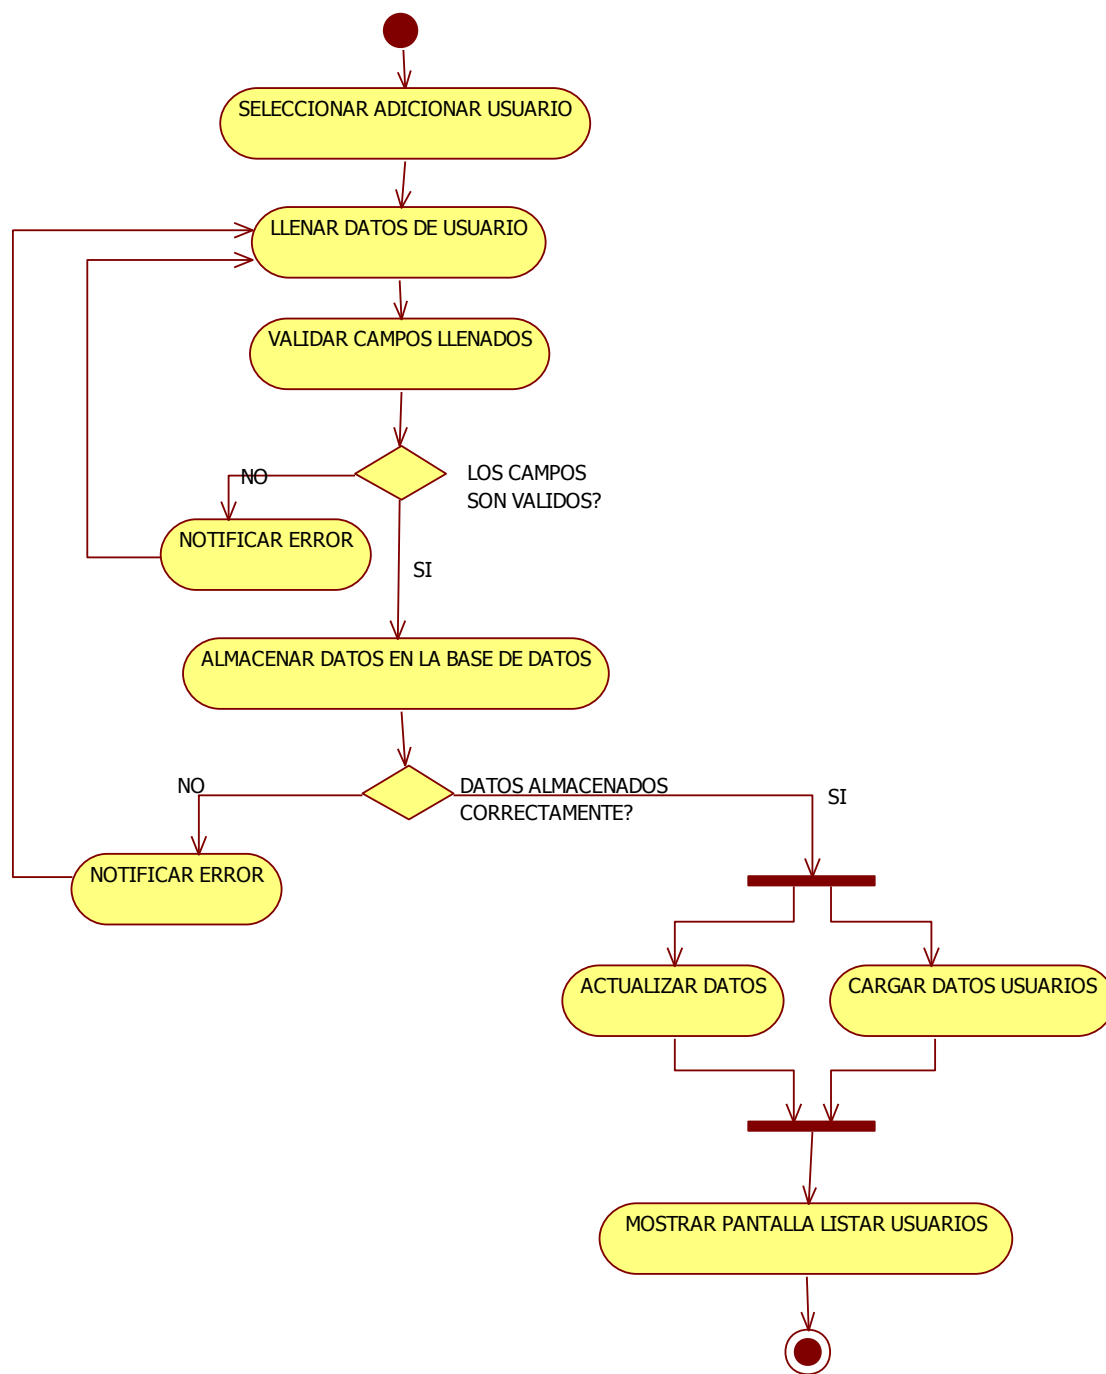 SELECCIONAR ADICIONAR USUARIO
LLENAR DATOS DE USUARIO
VALIDAR CAMPOS LLENADOS
NO
LOS CAMPOS
SON VALIDOS?
NOTIFICAR ERROR
SI
ALMACENAR DATOS EN LA BASE DE DATOS
NO
DATOS ALMACENADOS
CORRECTAMENTE?
SI
NOTIFICAR ERROR
ACTUALIZAR DATOS
CARGAR DATOS USUARIOS
MOSTRAR PANTALLA LISTAR USUARIOS